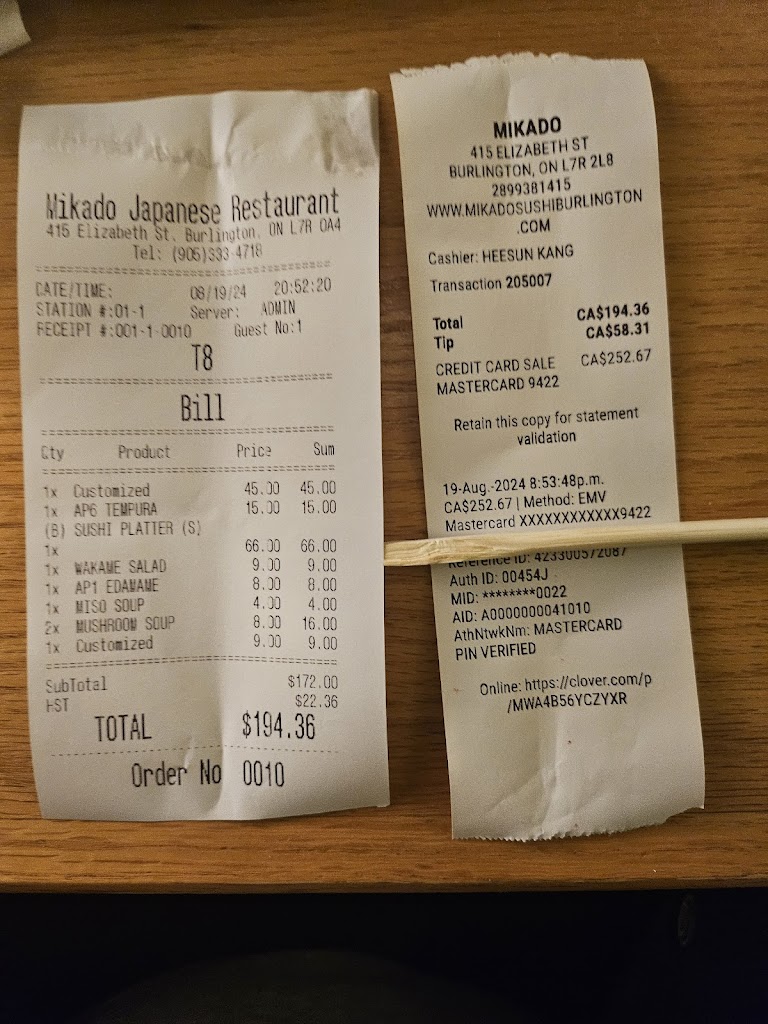 Mikado Japanese Restaurant
415 Elizabeth St. Burlington. ON L7R 0A4
Tel: (905)333-4718
DATE/TIME: 08/19/24 20:52:20
STATION #:01-1 Server: ADMIN
RECEIPT #:001-1-0010 Guest No:1
T8
Bill
Qty Product Price Sum
1x Customized 45.00 45.00
1x AP6 TEMPURA 15.00 15.00
(B) SUSHI PLATTER (S)
1x 66.00 66.00
1x WAKAME SALAD 9.00 9.00
1x AP1 EDAMAME 8.00 8.00
1x MISO SOUP 4.00 4.00
2x MUSHROOM SOUP 8.00 16.00
1x Customized 9.00 9.00
SubTotal $172.00
HST $22.36
TOTAL $194.36
Order No 0010
MIKADO
415 ELIZABETH ST
BURLINGTON, ON L7R 2L8
2899381415
WWW.MIKADOSUSHIBURLINGTON
.COM
Cashier: HEESUN KANG
Transaction 205007
Total CA$194.36
Tip CA$58.31
CREDIT CARD SALE CA$252.67
MASTERCARD 9422
Retain this copy for statement
validation
19-Aug.-2024 8:53:48p.m.
CA$252.67 | Method: EMV
Mastercard XXXXXXXXXXXX9422
Reference ID: 423300572087
Auth ID: 00454J
MID: ********0022
AID: A0000000041010
AthNtwkNm: MASTERCARD
PIN VERIFIED
Online: https://clover.com/p
/MWA4B56YCZYXR